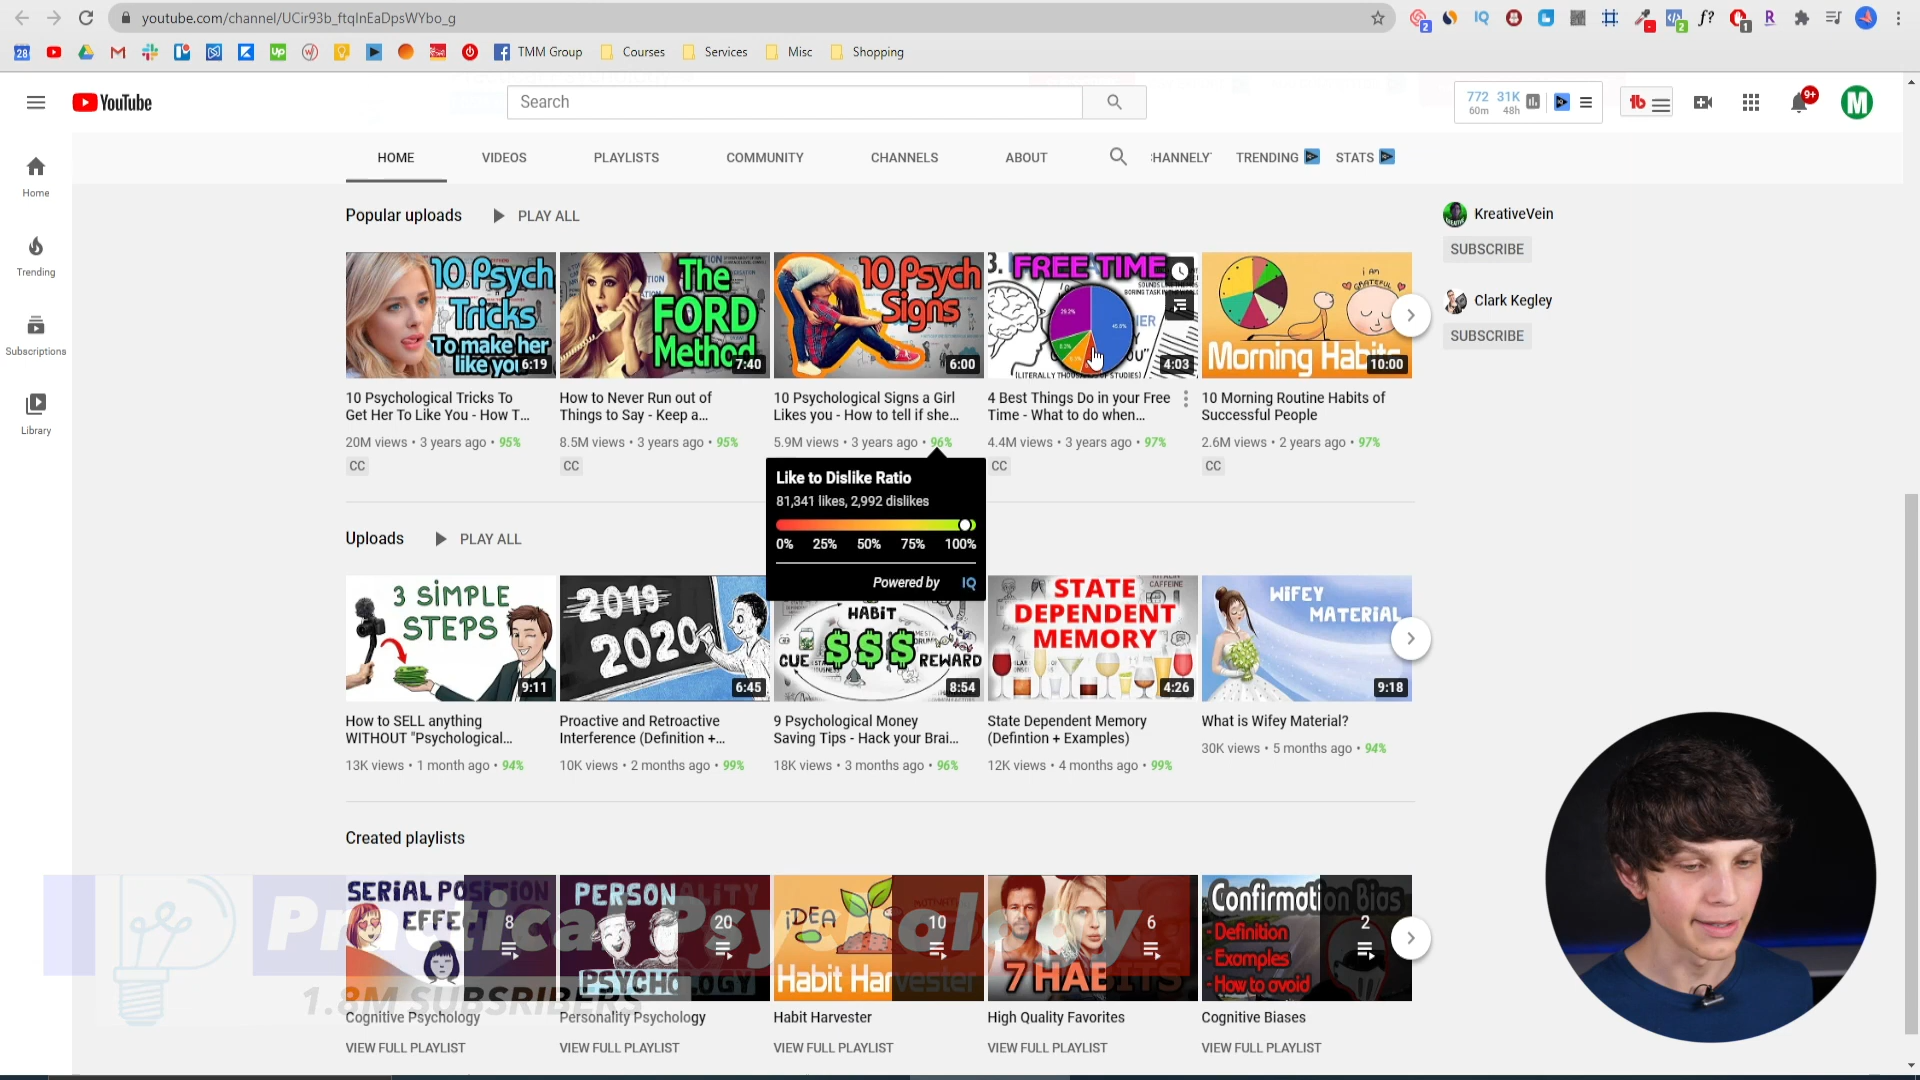 youtube.com/channel/UCir93b_ftqInEaDpsWYbo_g
TMM Group
Courses
Services
Misc
Shopping
YouTube
Search
772 31K
60m 48h
9+
M
HOME
VIDEOS
PLAYLISTS
COMMUNITY
CHANNELS
ABOUT
TRENDING
STATS
Home
Trending
Subscriptions
Library
Popular uploads
PLAY ALL
10 Psych Tricks To make her like you
6:19
The FORD Method
7:40
10 Psych Signs
6:00
3. FREE TIME
[LITERALLY THOUSANDS OF STUDIES]
4:03
I AM GRATEFUL
Morning Habits
10:00
10 Psychological Tricks To Get Her To Like You - How T...
20M views • 3 years ago • 95%
CC
How to Never Run out of Things to Say - Keep a...
8.5M views • 3 years ago • 95%
CC
10 Psychological Signs a Girl Likes you - How to tell if she...
5.9M views • 3 years ago • 96%
4 Best Things Do in your Free Time - What to do when...
4.4M views • 3 years ago • 97%
CC
10 Morning Routine Habits of Successful People
2.6M views • 2 years ago • 97%
CC
KreativeVein
SUBSCRIBE
Clark Kegley
SUBSCRIBE
Like to Dislike Ratio
81,341 likes, 2,992 dislikes
0% 25% 50% 75% 100%
Powered by IQ
Uploads
PLAY ALL
3 SIMPLE STEPS
9:11
2019 2020
6:45
HABIT
CUE $$$ REWARD
8:54
STATE DEPENDENT MEMORY
4:26
WIFEY MATERIAL
9:18
How to SELL anything WITHOUT "Psychological...
13K views • 1 month ago • 94%
Proactive and Retroactive Interference (Definition +...
10K views • 2 months ago • 99%
9 Psychological Money Saving Tips - Hack your Brai...
18K views • 3 months ago • 96%
State Dependent Memory (Defintion + Examples)
12K views • 4 months ago • 99%
What is Wifey Material?
30K views • 5 months ago • 94%
Created playlists
SERIAL POSITION EFFECT
8
PERSONALITY PSYCHOLOGY
20
IDEA
Habit Harvester
10
7 HABITS
6
Confirmation Bias
- Definition
- Examples
- How to avoid
2
Practical Psychology
1.8M SUBSRIBERS
Cognitive Psychology
VIEW FULL PLAYLIST
Personality Psychology
VIEW FULL PLAYLIST
Habit Harvester
VIEW FULL PLAYLIST
High Quality Favorites
VIEW FULL PLAYLIST
Cognitive Biases
VIEW FULL PLAYLIST